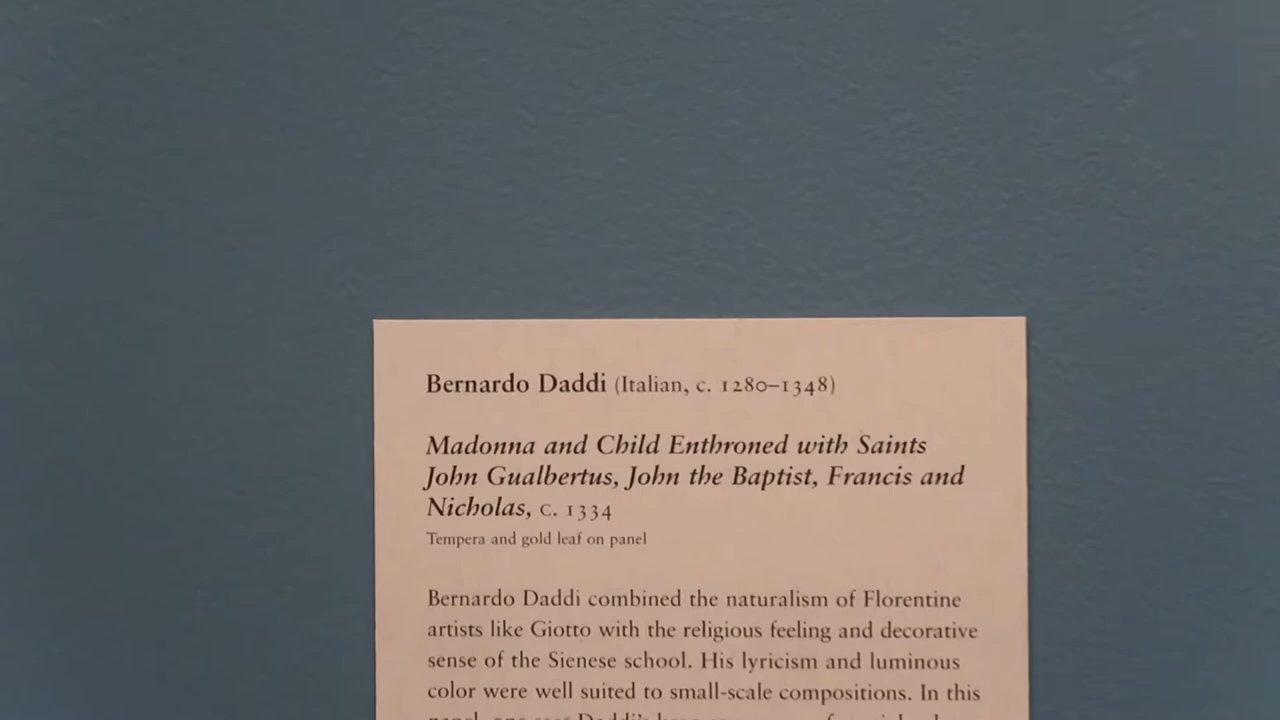 Bernardo Daddi (Italian, c. 1280–1348)
Madonna and Child Enthroned with Saints
John Gualbertus, John the Baptist, Francis and
Nicholas, c. 1334
Tempera and gold leaf on panel
Bernardo Daddi combined the naturalism of Florentine
artists like Giotto with the religious feeling and decorative
sense of the Sienese school. His lyricism and luminous
color were well suited to small-scale compositions. In this